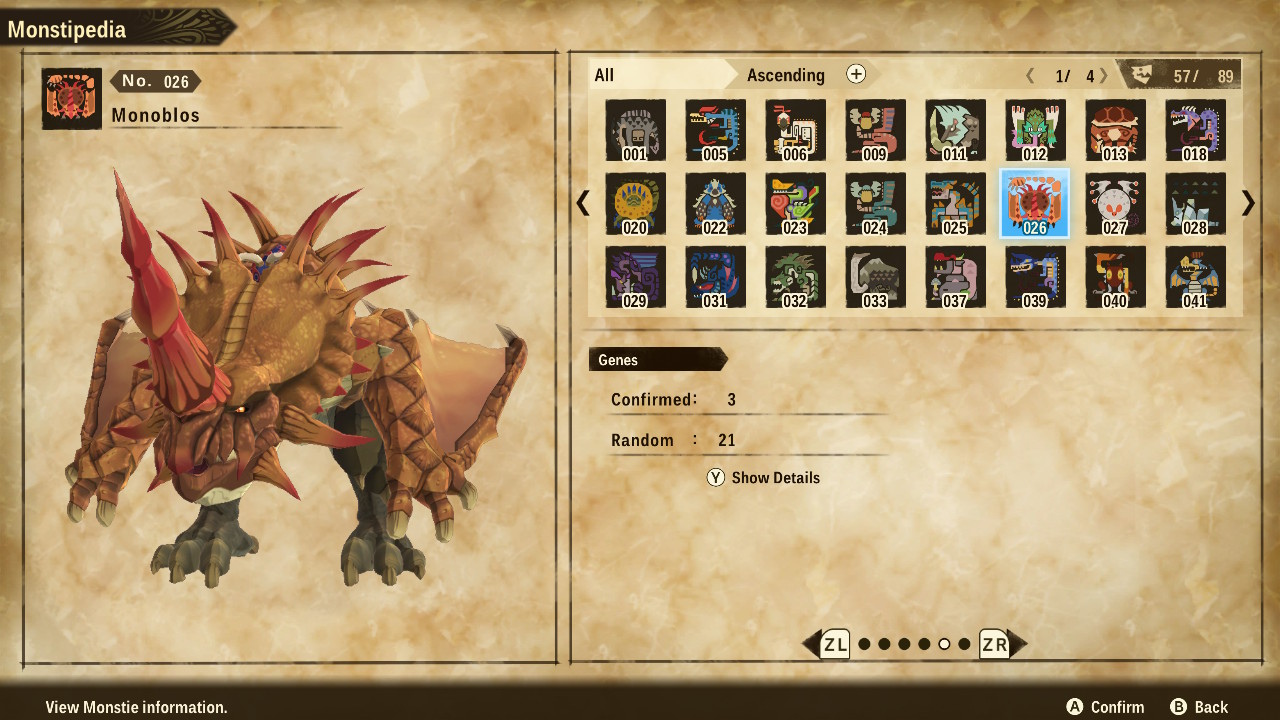 Monstipedia
No. 026
Monoblos
All
Ascending
1/ 4
57/ 89
001 005 006 009 011 012 013 018
020 022 023 024 025 026 027 028
029 031 032 033 037 039 040 041
Genes
Confirmed: 3
Random : 21
Y Show Details
ZL ZR
View Monstie information.
A Confirm B Back